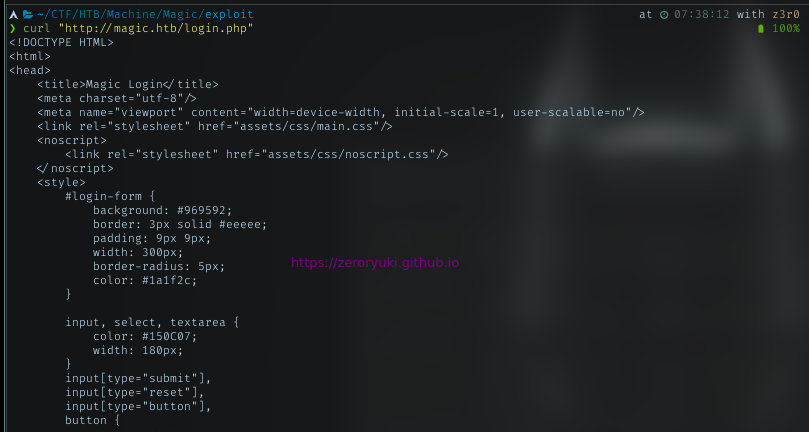 ~/CTF/HTB/Machine/Magic/exploit at 07:38:12 with z3r0
❯ curl "http://magic.htb/login.php" 100%
<!DOCTYPE HTML>
<html>
<head>
    <title>Magic Login</title>
    <meta charset="utf-8"/>
    <meta name="viewport" content="width=device-width, initial-scale=1, user-scalable=no"/>
    <link rel="stylesheet" href="assets/css/main.css"/>
    <noscript>
        <link rel="stylesheet" href="assets/css/noscript.css"/>
    </noscript>
    <style>
        #login-form {
            background: #969592;
            border: 3px solid #eeeee;
            padding: 9px 9px;
            width: 300px;
            border-radius: 5px;
            color: #1a1f2c;
        }
https://zeroryuki.github.io
        input, select, textarea {
            color: #150C07;
            width: 180px;
        }
        input[type="submit"],
        input[type="reset"],
        input[type="button"],
        button {